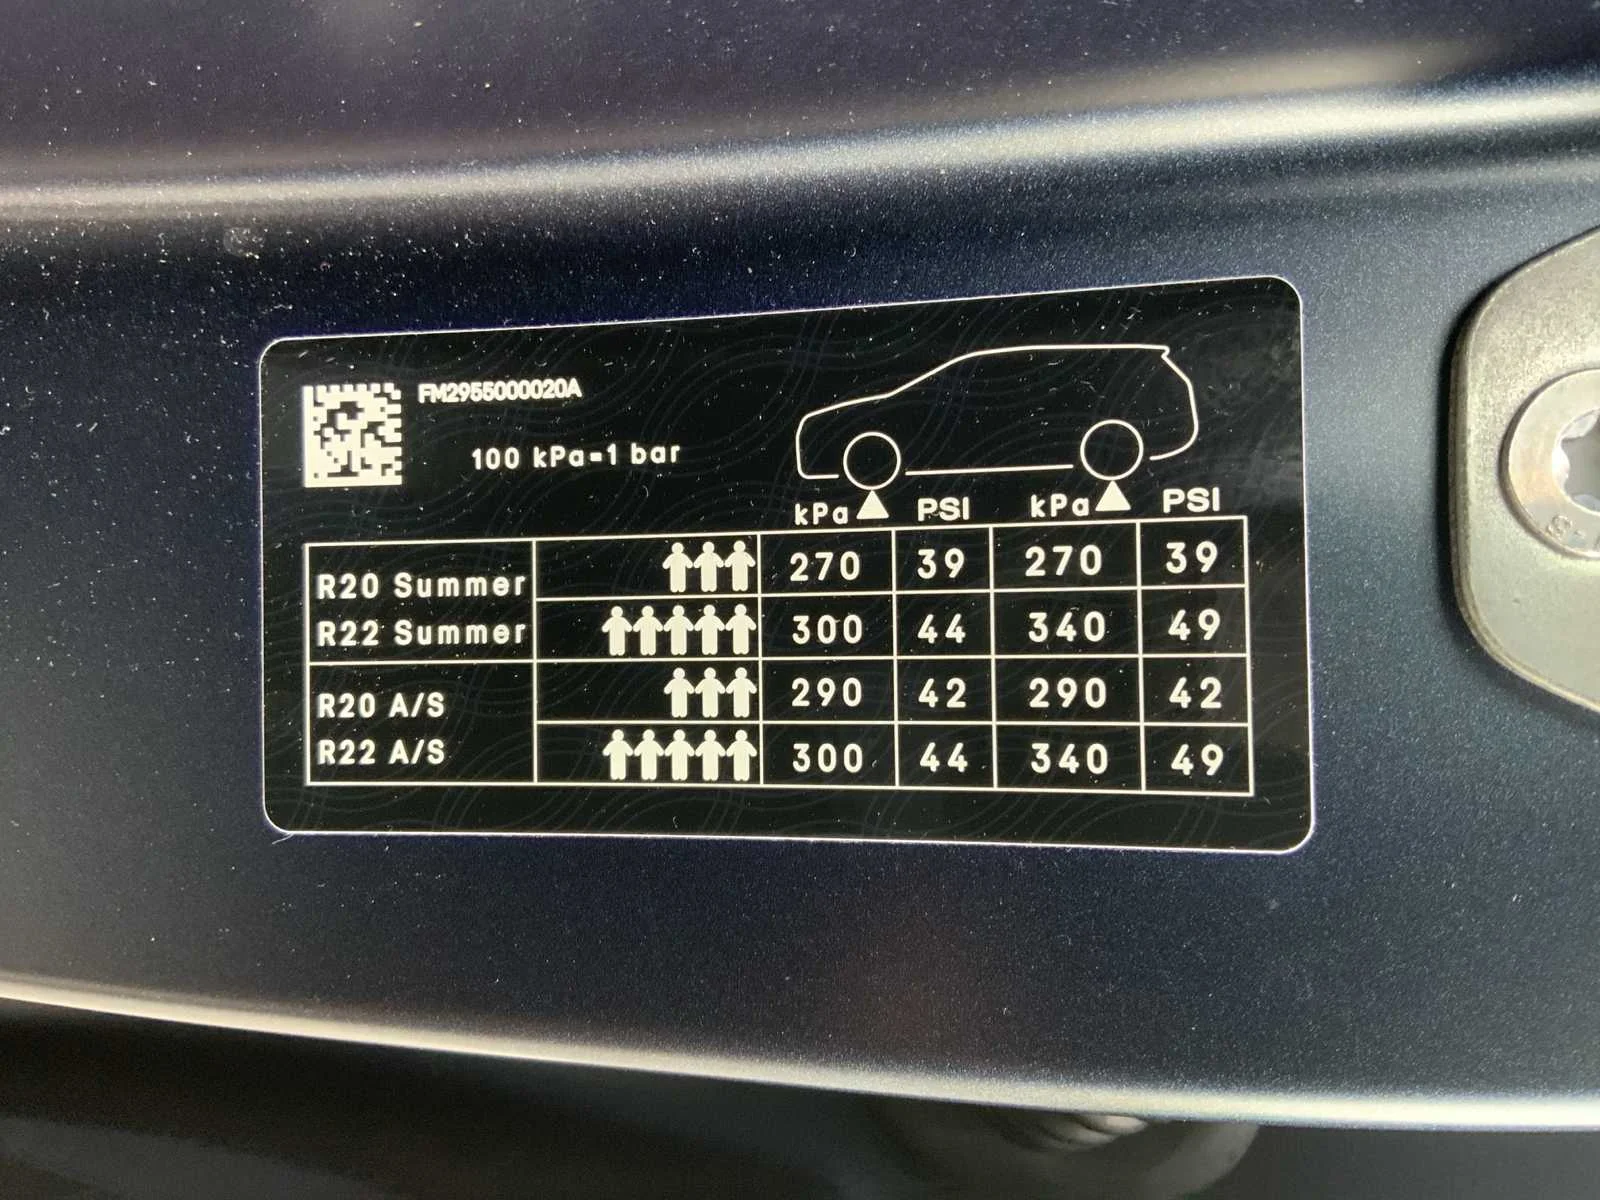 FM2955000020A
100 kPa=1 bar
kPa PSI kPa PSI
R20 Summer 270 39 270 39
R22 Summer 300 44 340 49
R20 A/S 290 42 290 42
R22 A/S 300 44 340 49